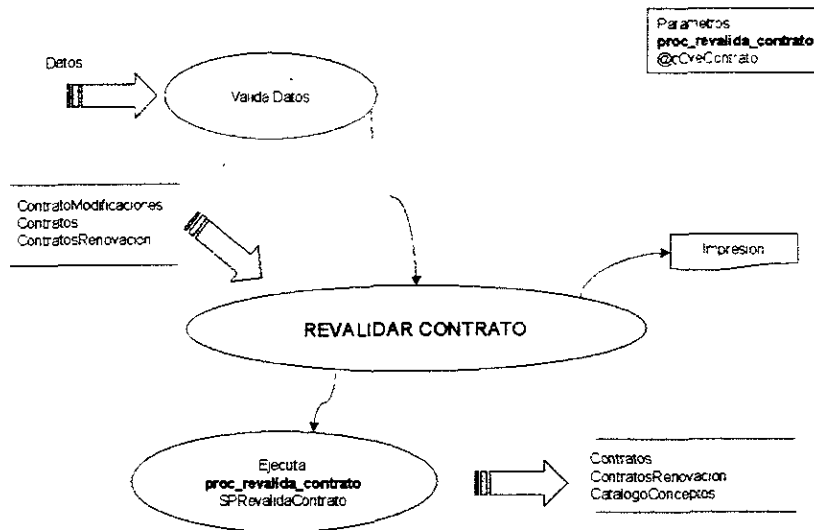 Parametros
proc_revalida_contrato
@cCveContrato
Datos
Valida Datos
ContratoModificaciones
Contratos
ContratosRenovacion
Impresion
REVALIDAR CONTRATO
Ejecuta
proc_revalida_contrato
SPRevalidaContrato
Contratos
ContratosRenovacion
CatalogoConceptos